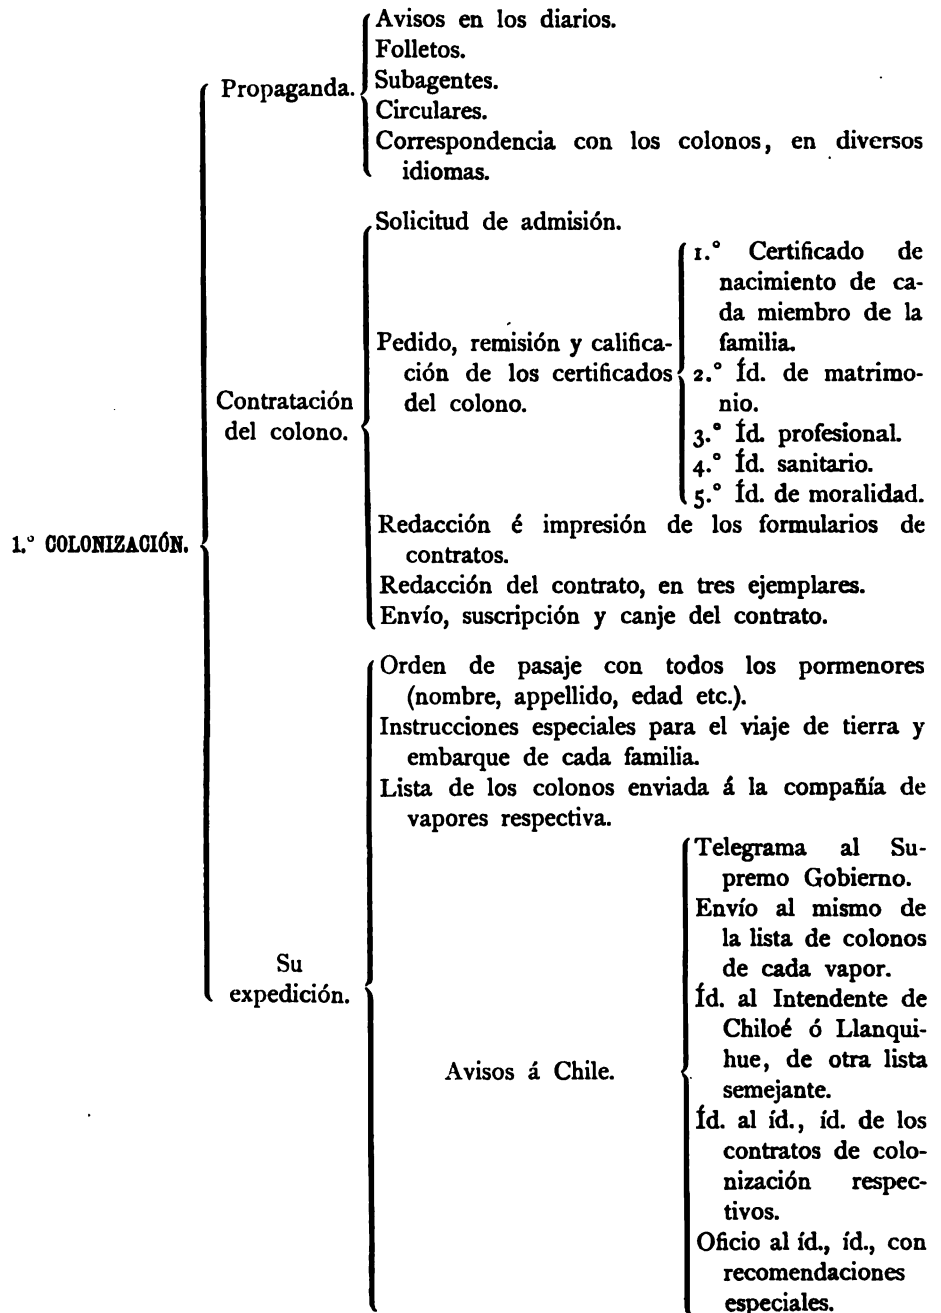 Avisos en los diarios.
Folletos.
Propaganda.
Subagentes.
Circulares.
Correspondencia con los colonos, en diversos
idiomas.
Solicitud de admisión.
Pedido, remisión y califica-
ción de los certificados
del colono.
1.° Certificado de
nacimiento de ca-
da miembro de la
familia.
2.° Íd. de matrimo-
nio.
3.° Íd. profesional.
4.° Íd. sanitario.
5.° Íd. de moralidad.
Contratación
del colono.
Redacción é impresión de los formularios de
contratos.
Redacción del contrato, en tres ejemplares.
Envío, suscripción y canje del contrato.
1.° COLONIZACIÓN.
Orden de pasaje con todos los pormenores
(nombre, appellido, edad etc.).
Instrucciones especiales para el viaje de tierra y
embarque de cada familia.
Lista de los colonos enviada á la compañía de
vapores respectiva.
Su
expedición.
Avisos á Chile.
Telegrama al Su-
premo Gobierno.
Envío al mismo de
la lista de colonos
de cada vapor.
Íd. al Intendente de
Chiloé ó Llanqui-
hue, de otra lista
semejante.
Íd. al íd., íd. de los
contratos de colo-
nización respec-
tivos.
Oficio al íd., íd., con
recomendaciones
especiales.